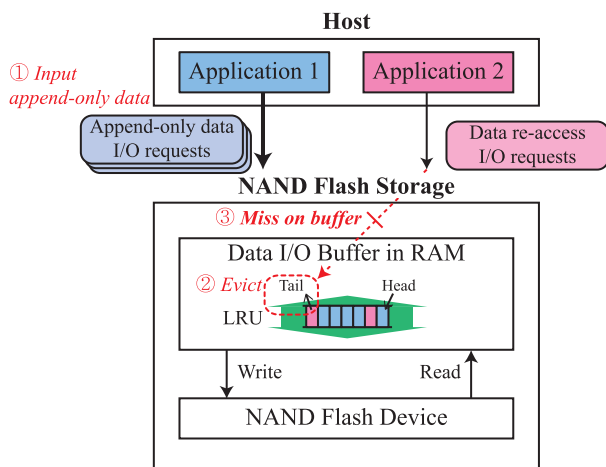 Host
① Input
append-only data
Application 1
Application 2
Append-only data
I/O requests
Data re-access
I/O requests
NAND Flash Storage
③ Miss on buffer
Data I/O Buffer in RAM
② Evict
Tail
Head
LRU
Write
Read
NAND Flash Device